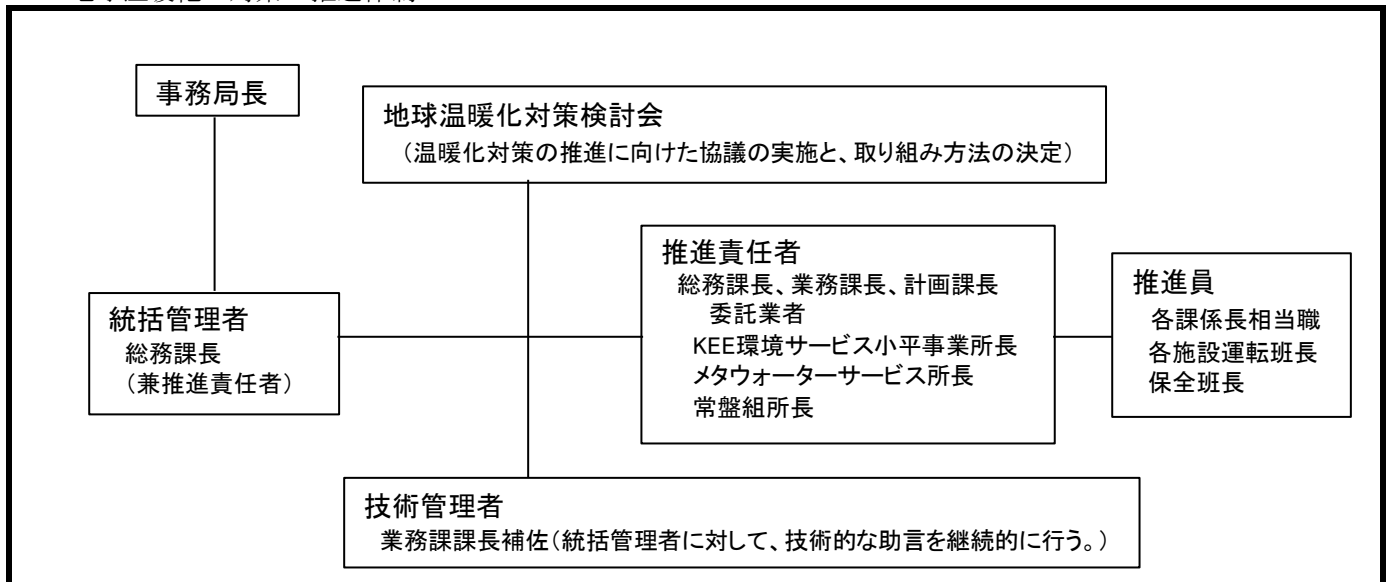 事務局長
地球温暖化対策検討会
（温暖化対策の推進に向けた協議の実施と、取り組み方法の決定）
統括管理者
総務課長
（兼推進責任者）
推進責任者
総務課長、業務課長、計画課長
委託業者
KEE環境サービス小平事業所長
メタウォーターサービス所長
常盤組所長
推進員
各課係長相当職
各施設運転班長
保全班長
技術管理者
業務課課長補佐（統括管理者に対して、技術的な助言を継続的に行う。）